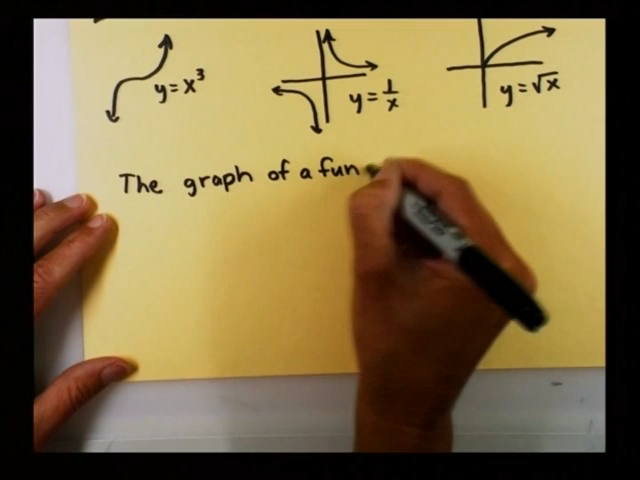 y = x³
y = 1/x
y = √x
The graph of a fun